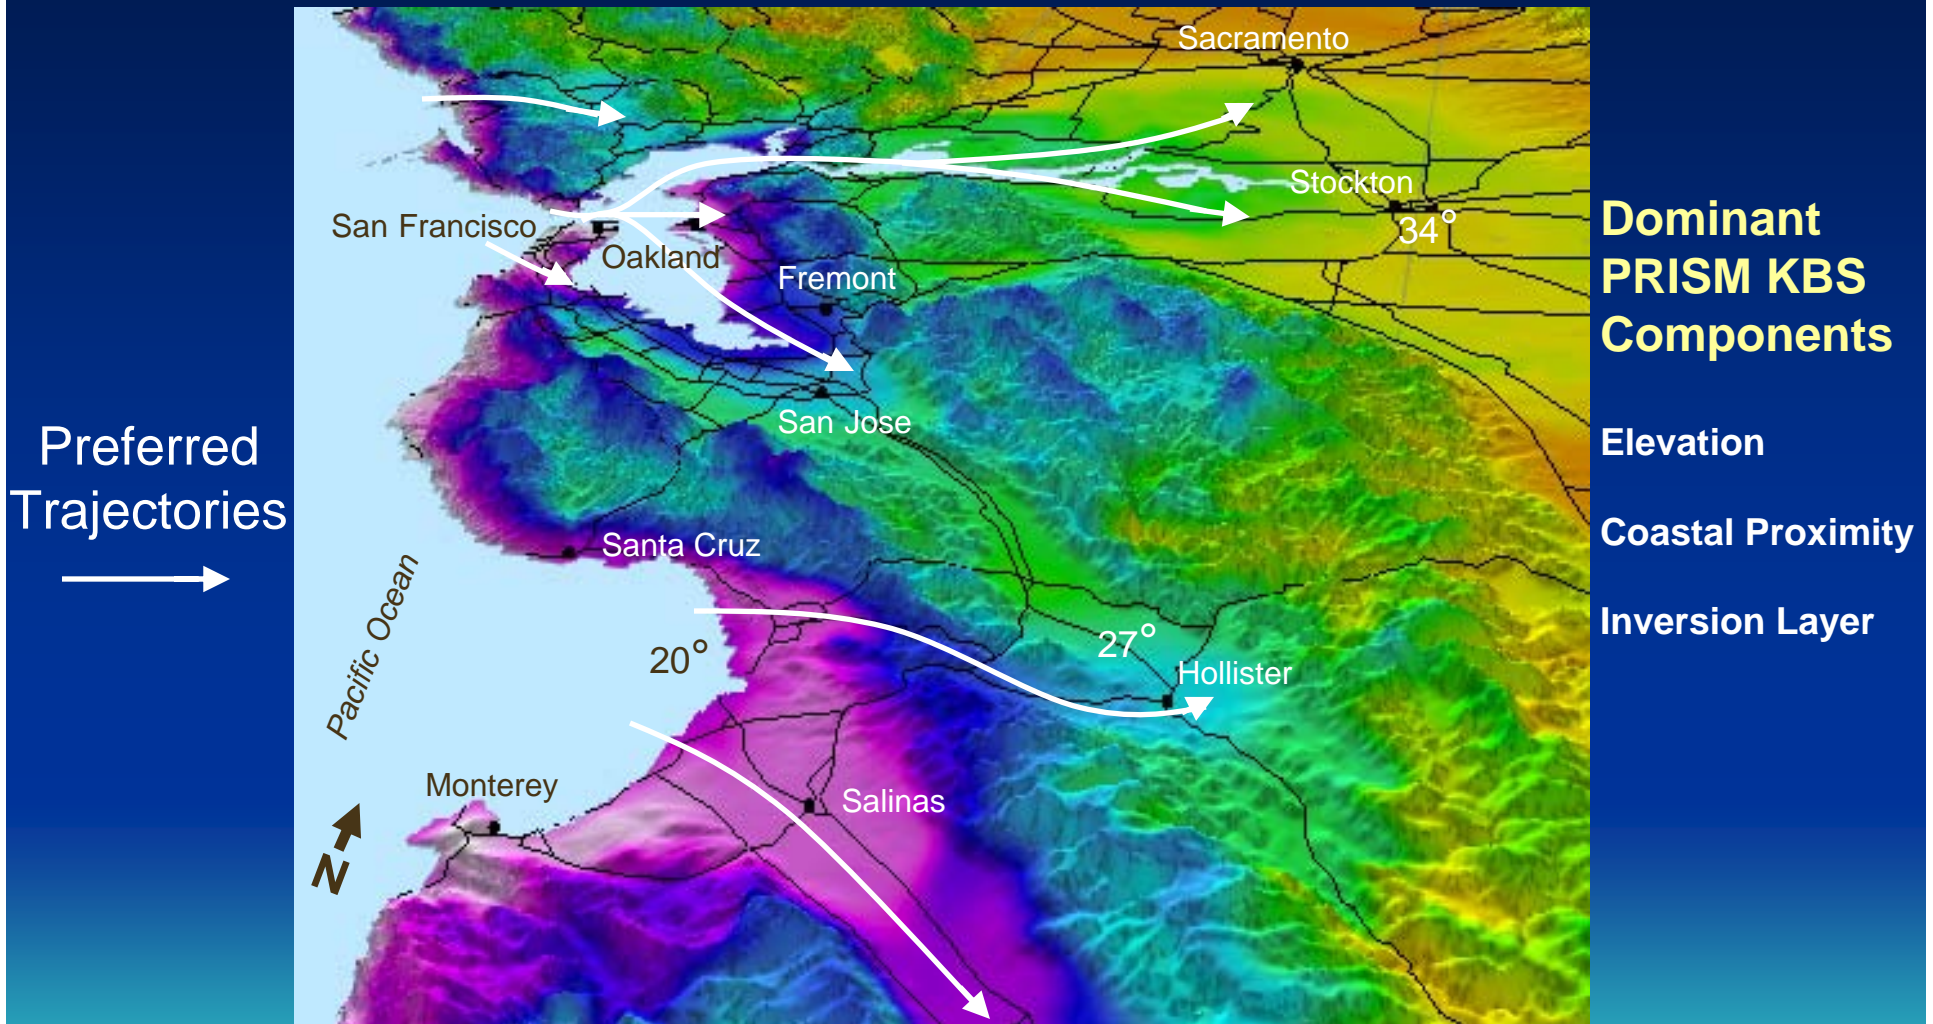 Sacramento
Stockton
34°
San Francisco
Oakland
Fremont
San Jose
Santa Cruz
Pacific Ocean
20°
27°
Hollister
Monterey
Salinas
N
Preferred
Trajectories
Dominant
PRISM KBS
Components
Elevation
Coastal Proximity
Inversion Layer